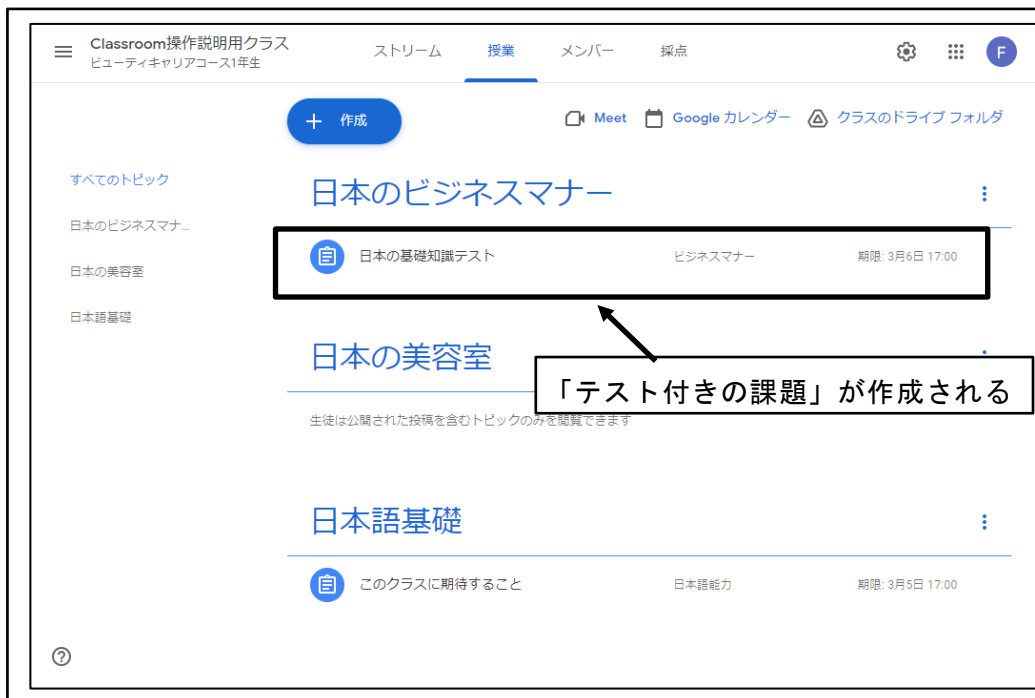 Classroom操作説明用クラス
ビューティキャリアコース1年生
ストリーム 授業 メンバー 採点
F
+ 作成
Meet Google カレンダー クラスのドライブ フォルダ
すべてのトピック
日本のビジネスマナ...
日本の美容室
日本語基礎
日本のビジネスマナー
日本の基礎知識テスト ビジネスマナー 期限: 3月6日 17:00
日本の美容室
「テスト付きの課題」が作成される
生徒は公開された投稿を含むトピックのみを閲覧できます
日本語基礎
このクラスに期待すること 日本語能力 期限: 3月5日 17:00